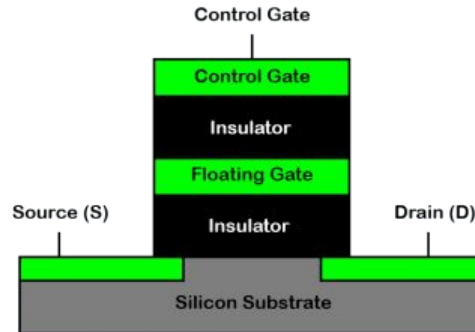 Control Gate
Control Gate
Insulator
Floating Gate
Insulator
Source (S)
Drain (D)
Silicon Substrate